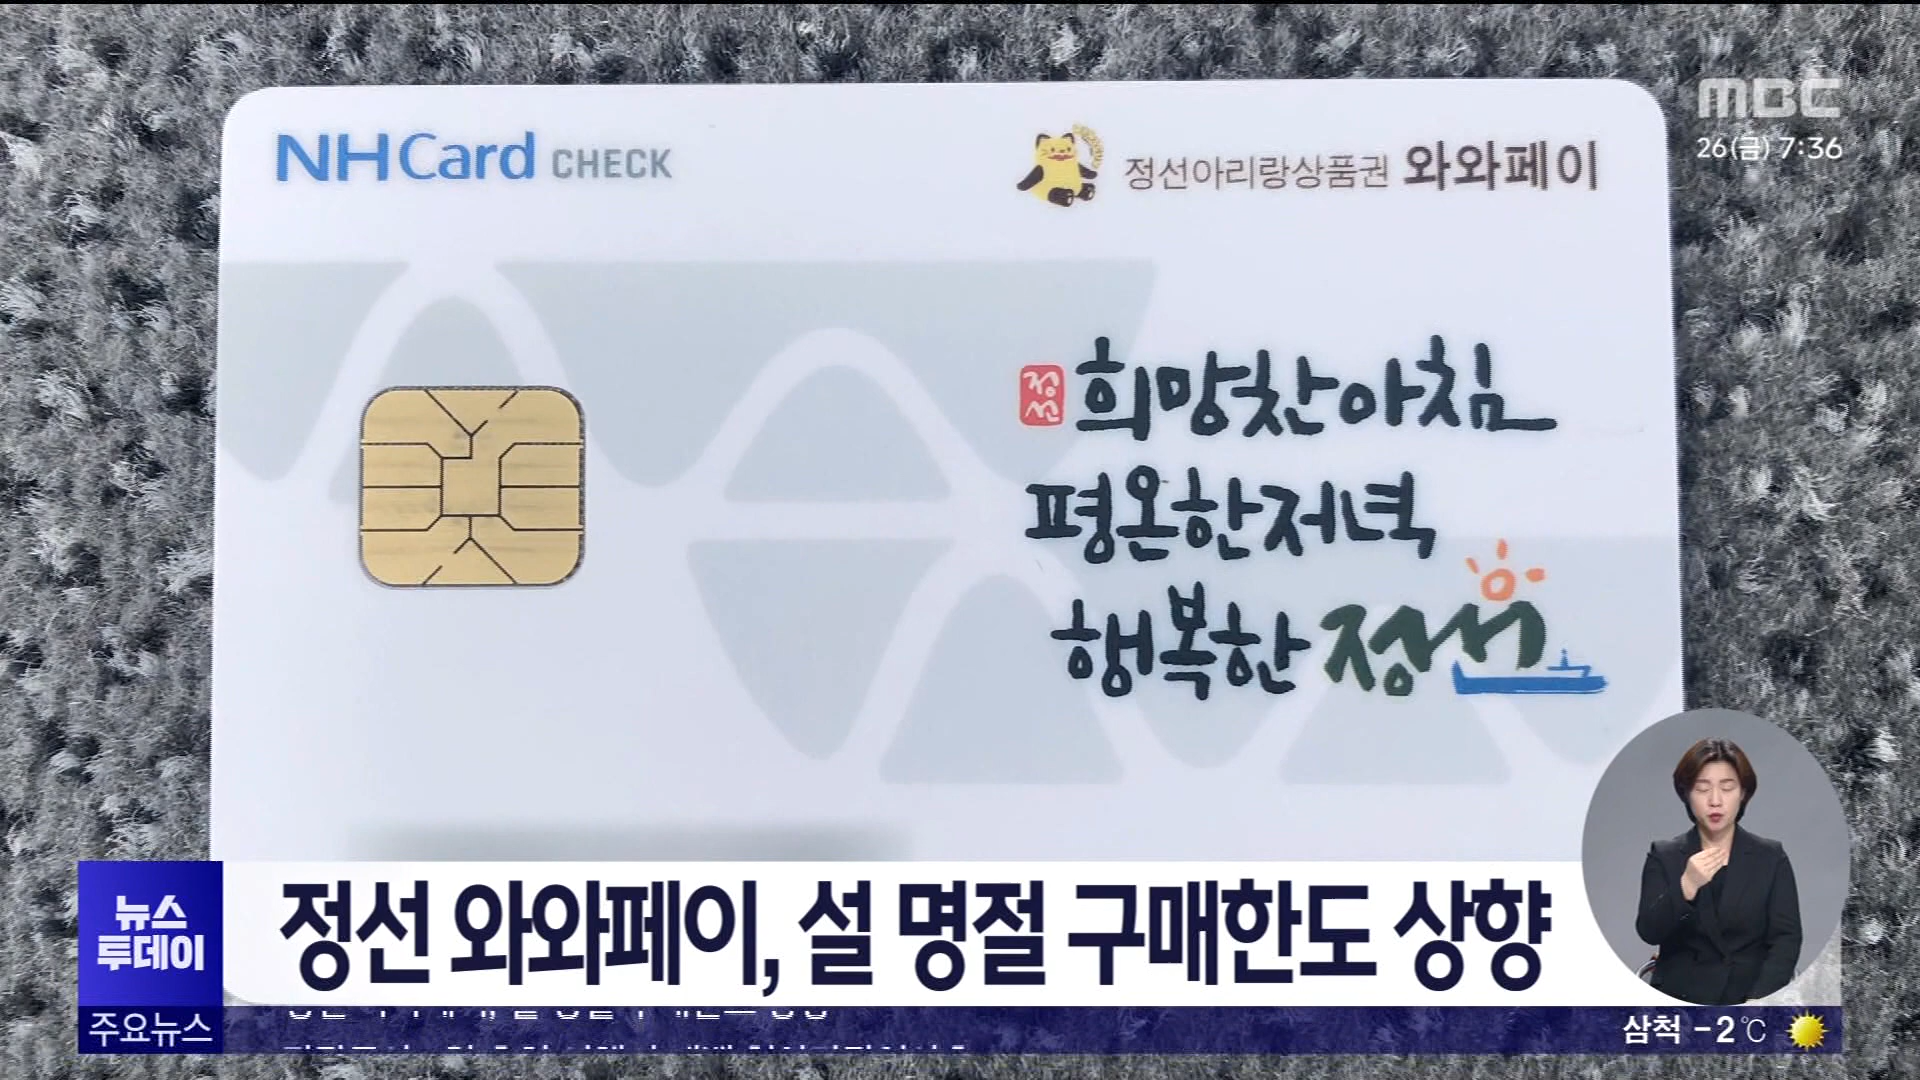 NHCard CHECK
정선아리랑상품권 와와페이
MBC
26(금) 7:36
정선
희망찬아침
평온한저녁
행복한 정선
뉴스
투데이
정선 와와페이, 설 명절 구매한도 상향
주요뉴스
삼척 -2℃